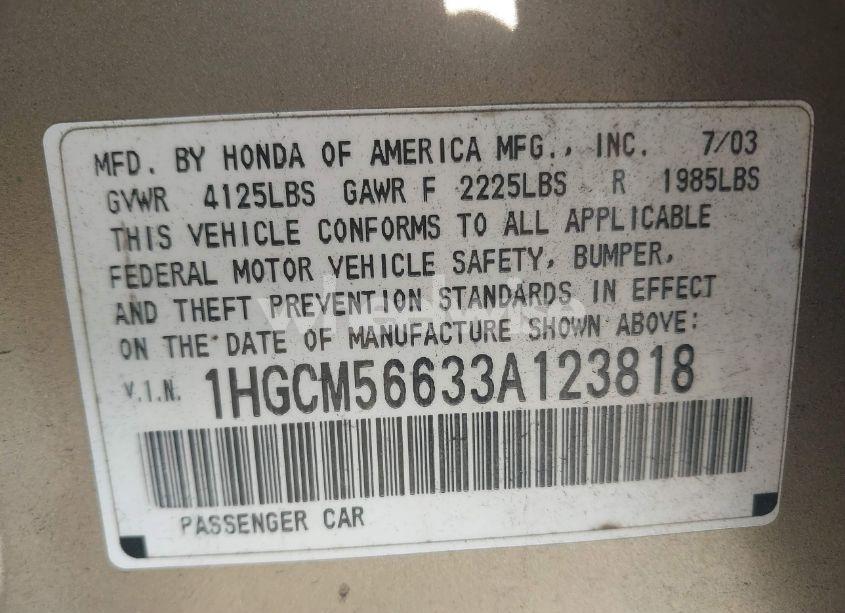 MFD. BY HONDA OF AMERICA MFG., INC. 7/03
GVWR 4125LBS GAWR F 2225LBS R 1985LBS
THIS VEHICLE CONFORMS TO ALL APPLICABLE
FEDERAL MOTOR VEHICLE SAFETY, BUMPER,
AND THEFT PREVENTION STANDARDS IN EFFECT
wheelwise
ON THE DATE OF MANUFACTURE SHOWN ABOVE:
V.I.N. 1HGCM56633A123818
PASSENGER CAR